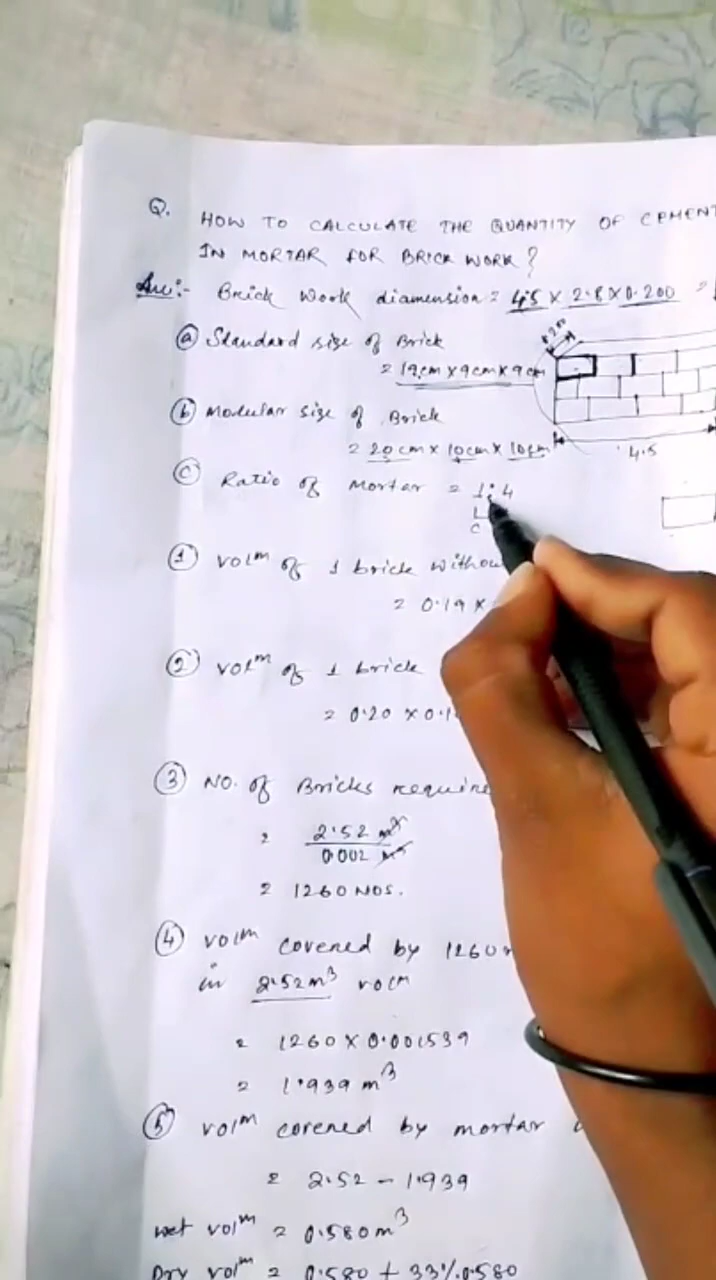 Q. HOW TO CALCULATE THE QUANTITY OF CEMENT
IN MORTAR FOR BRICK WORK?
Ans:- Brick Work diamension = 4.5 × 2.8 × 0.200 =
(a) Standard size of Brick
= 19cm × 9cm × 9cm
0.200
(b) Modular size of Brick
= 20cm × 10cm × 10cm
4.5
(c) Ratio of Mortar = 1:4
C
(1) VOLm of 1 brick
= 0.19 ×
(2) VOLm of 1 brick
= 0.20 × 0.1
(3) NO. of Bricks
= 2.52 m³
0.002 m³
= 1260 NOS.
(4) VOLm covered by 1260
in 2.52m³ volm
= 1260 × 0.001539
= 1.939 m³
(5) volm covered by mortar
= 2.52 - 1.939
wet volm = 0.580m³
Dry volm = 0.580 + 33%.0.580